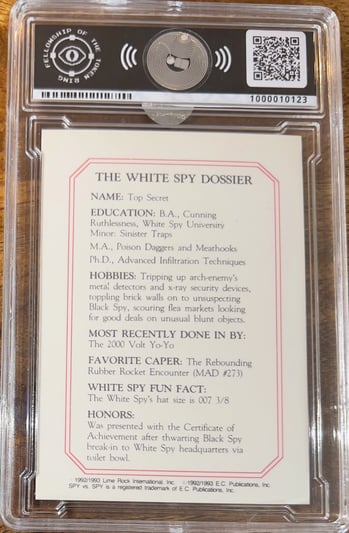 FELLOWSHIP OF THE TOKEN RING
1000010123
THE WHITE SPY DOSSIER
NAME: Top Secret
EDUCATION: B.A., Cunning
Ruthlessness, White Spy University
Minor: Sinister Traps
M.A., Poison Daggers and Meathooks
Ph.D., Advanced Infiltration Techniques
HOBBIES: Tripping up arch-enemy's
metal detectors and x-ray security devices,
toppling brick walls on to unsuspecting
Black Spy, scouring flea markets looking
for good deals on unusual blunt objects.
MOST RECENTLY DONE IN BY:
The 2000 Volt Yo-Yo
FAVORITE CAPER: The Rebounding
Rubber Rocket Encounter (MAD #273)
WHITE SPY FUN FACT:
The White Spy's hat size is 007 3/8
HONORS:
Was presented with the Certificate of
Achievement after thwarting Black Spy
break-in to White Spy headquarters via
toilet bowl.
1992/1993 Lime Rock International, Inc. 1992/1993 E.C. Publications, Inc
SPY vs. SPY is a registered trademark of E.C. Publications, Inc.